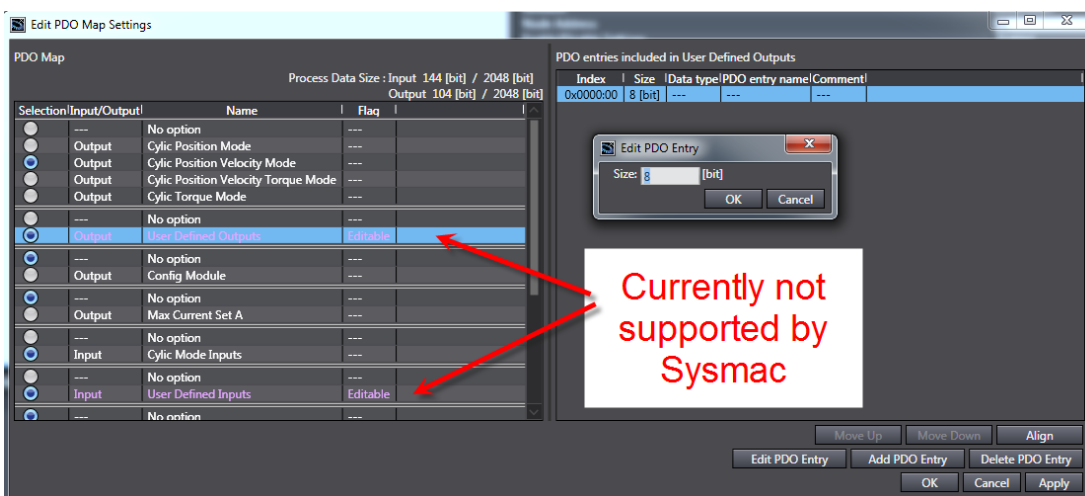 Edit PDO Map Settings
PDO Map
Process Data Size : Input 144 [bit] / 2048 [bit]
Output 104 [bit] / 2048 [bit]
Selection Input/Output Name Flag
--- No option ---
Output Cylic Position Mode ---
Output Cylic Position Velocity Mode ---
Output Cylic Position Velocity Torque Mode ---
Output Cylic Torque Mode ---
--- No option ---
Output User Defined Outputs Editable
--- No option ---
Output Config Module ---
--- No option ---
Output Max Current Set A ---
--- No option ---
Input Cylic Mode Inputs ---
--- No option ---
Input User Defined Inputs Editable
--- No option ---
PDO entries included in User Defined Outputs
Index Size Data type PDO entry name Comment
0x0000:00 8 [bit] --- --- ---
Edit PDO Entry
Size: 8 [bit]
OK Cancel
Currently not
supported by
Sysmac
Move Up Move Down Align
Edit PDO Entry Add PDO Entry Delete PDO Entry
OK Cancel Apply